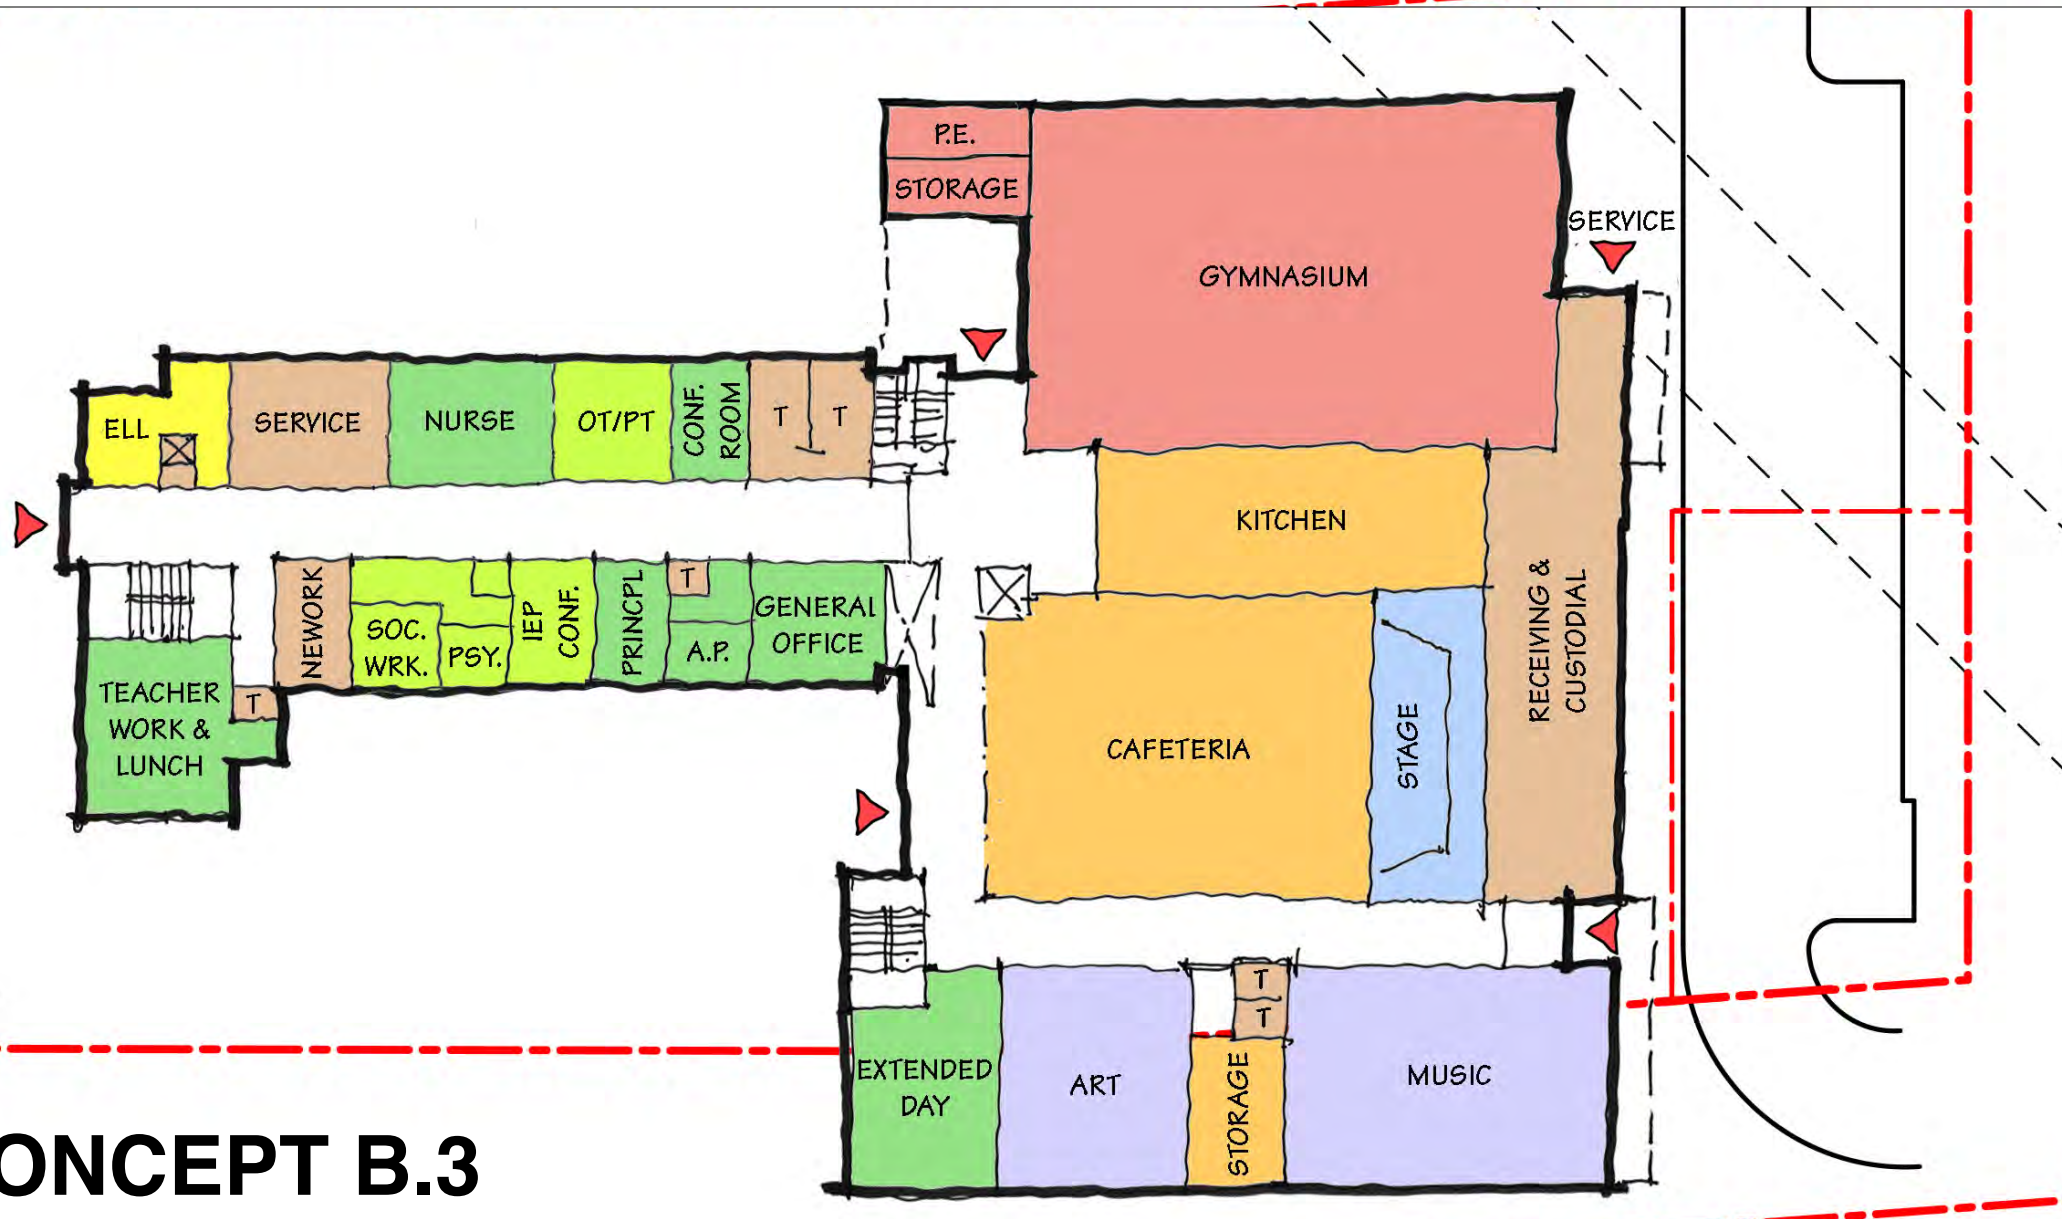 P.E.
STORAGE
GYMNASIUM
SERVICE
ELL
SERVICE
NURSE
OT/PT
CONF.
ROOM
T
T
KITCHEN
NEWORK
SOC.
WRK.
PSY.
IEP
CONF.
PRINCPL
T
A.P.
GENERAL
OFFICE
RECEIVING &
CUSTODIAL
TEACHER
WORK &
LUNCH
T
CAFETERIA
STAGE
T
T
EXTENDED
DAY
ART
STORAGE
MUSIC
ONCEPT B.3